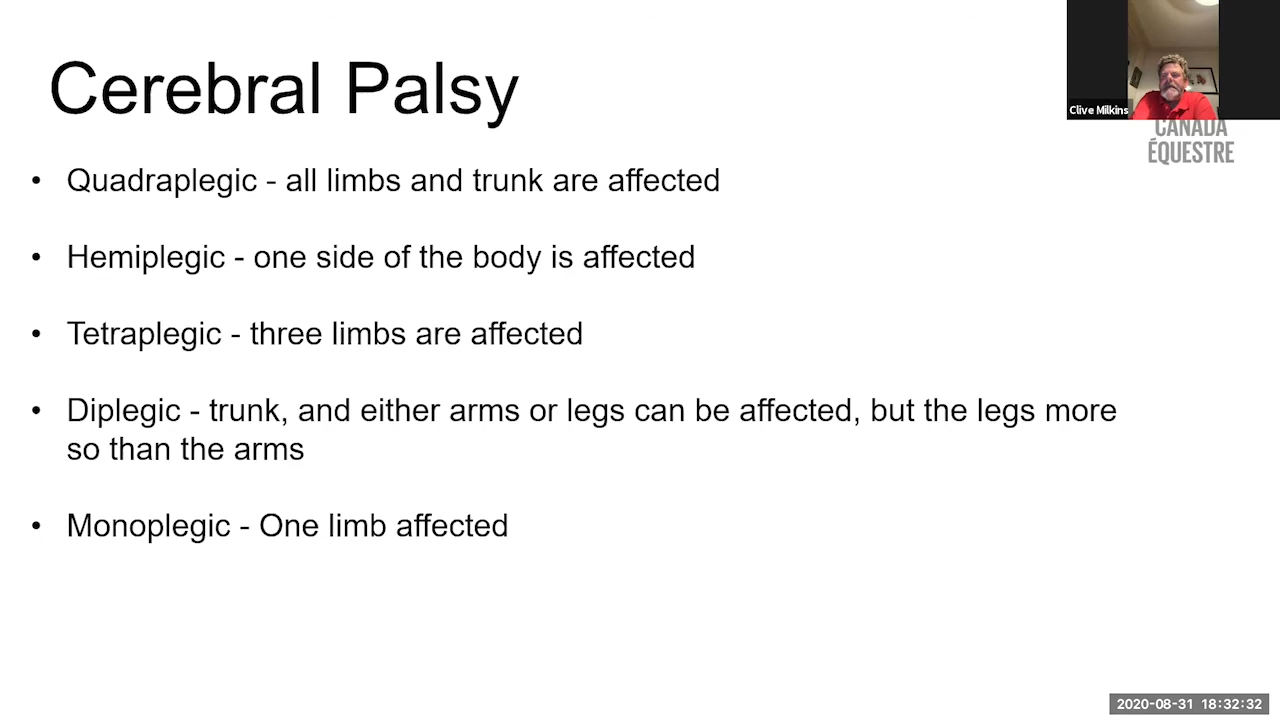 Cerebral Palsy
Clive Milkins
CANADA
ÉQUESTRE
• Quadraplegic - all limbs and trunk are affected
• Hemiplegic - one side of the body is affected
• Tetraplegic - three limbs are affected
• Diplegic - trunk, and either arms or legs can be affected, but the legs more
so than the arms
• Monoplegic - One limb affected
2020-08-31 18:32:32